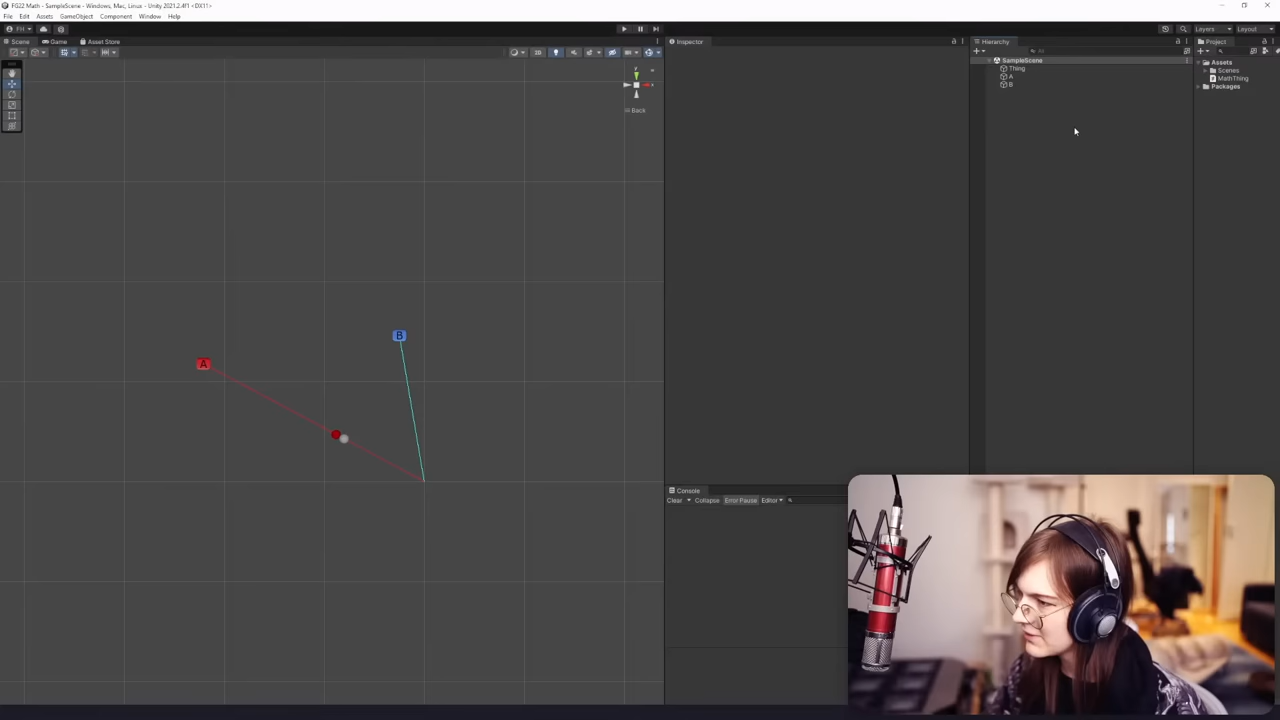 FG22 Math - SampleScene - Windows, Mac, Linux - Unity 2021.2.4f1 <DX11>
File Edit Assets GameObject Component Window Help
FH
Layers Layout
Scene Game Asset Store
Inspector
Hierarchy
Project
All
SampleScene
Thing
A
B
Assets
Scenes
MathThing
Packages
y
x
Back
B
A
Console
Clear Collapse Error Pause Editor